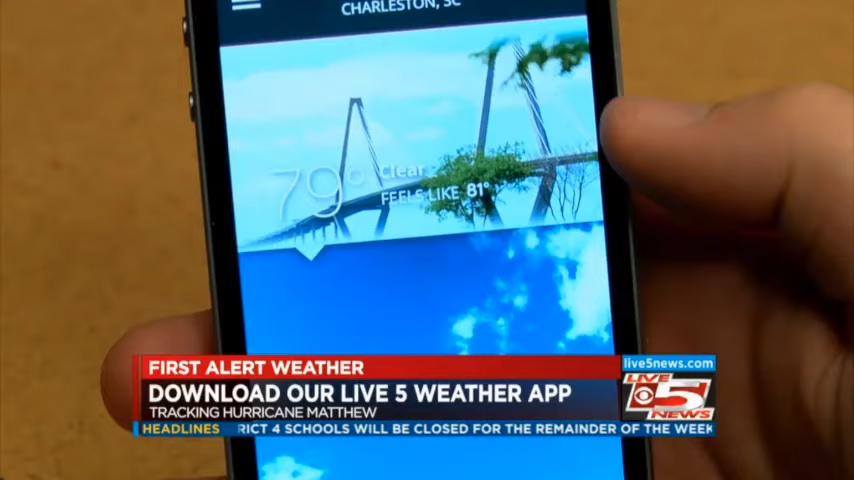 CHARLESTON, SC
79°
Clear
FEELS LIKE 81°
FIRST ALERT WEATHER
live5news.com
DOWNLOAD OUR LIVE 5 WEATHER APP
TRACKING HURRICANE MATTHEW
LIVE
5
NEWS
HEADLINES RICT 4 SCHOOLS WILL BE CLOSED FOR THE REMAINDER OF THE WEEK